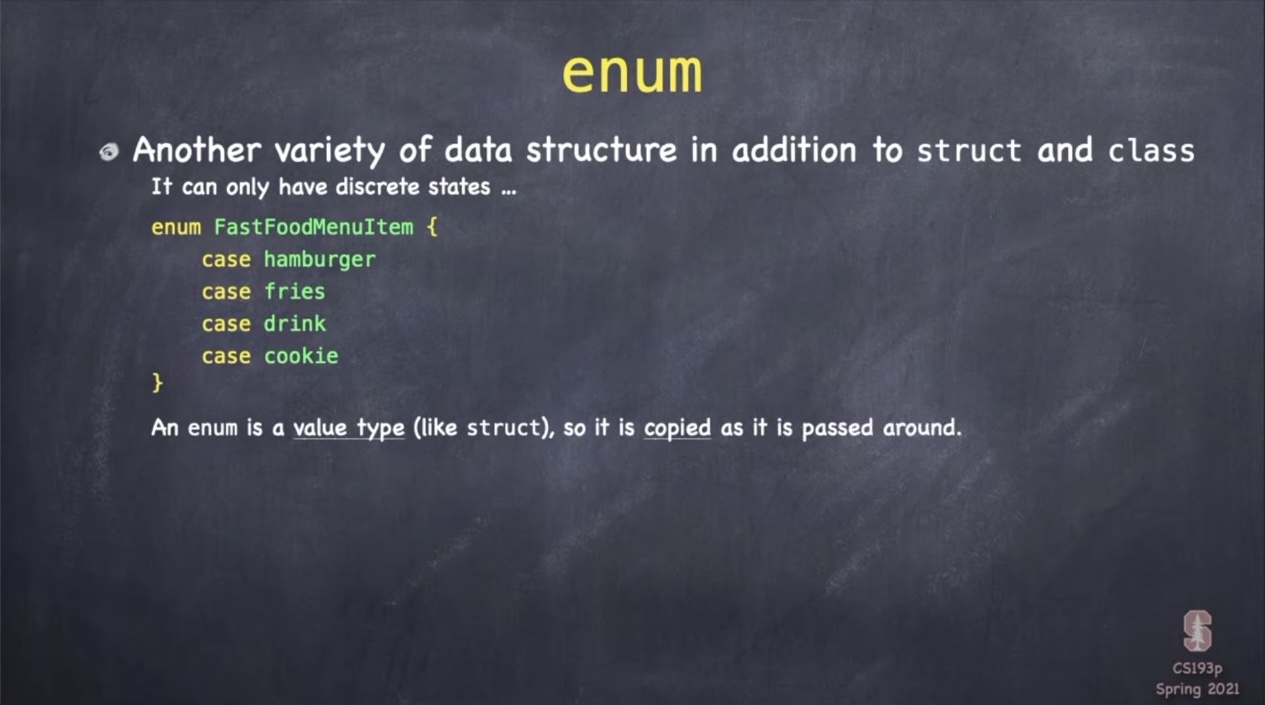 enum
Another variety of data structure in addition to struct and class
It can only have discrete states ...
enum FastFoodMenuItem {
    case hamburger
    case fries
    case drink
    case cookie
}
An enum is a value type (like struct), so it is copied as it is passed around.
S
CS193p
Spring 2021